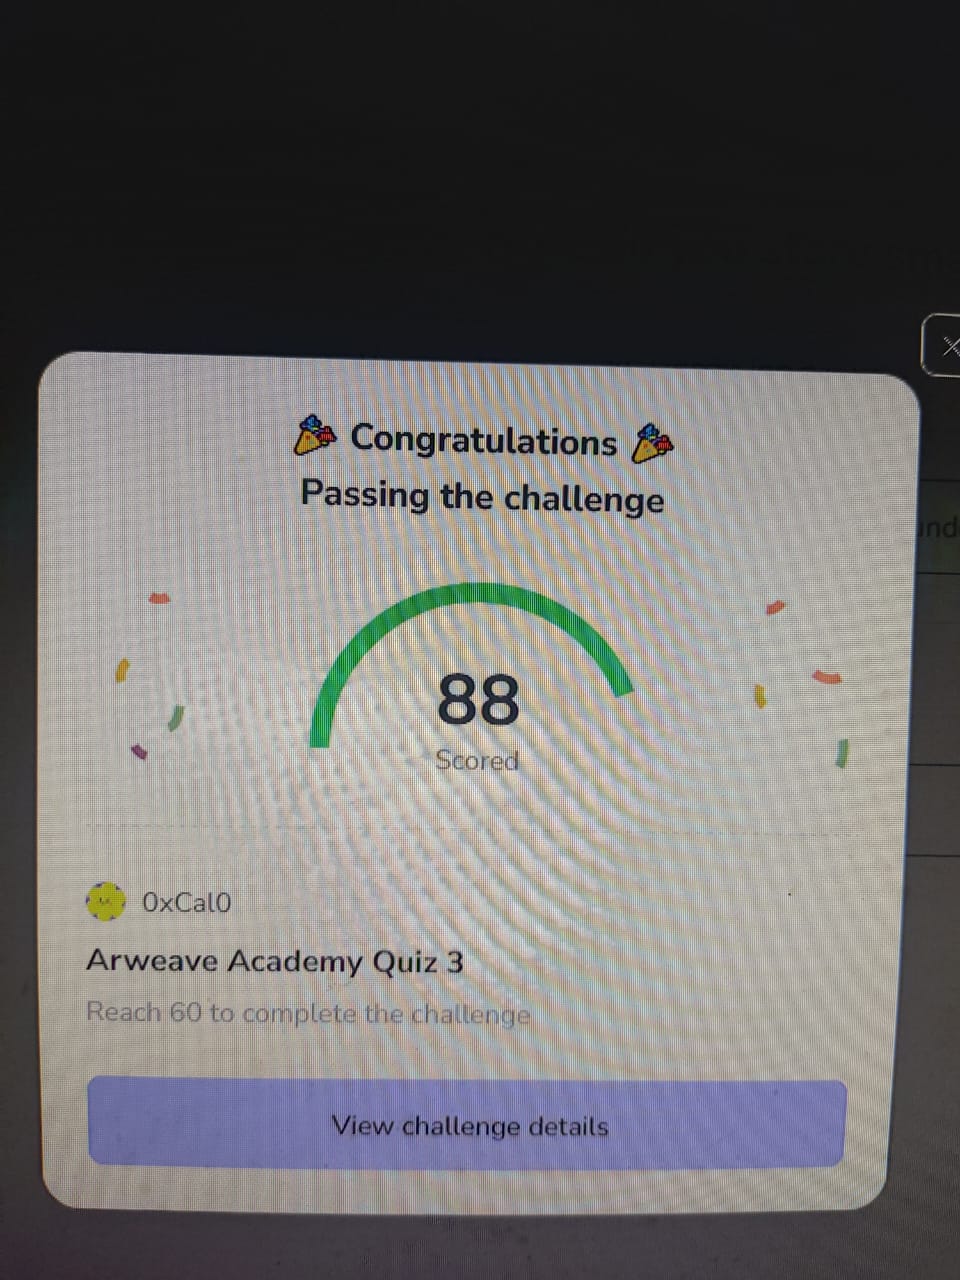 Congratulations
Passing the challenge
88
Scored
0xCal0
Arweave Academy Quiz 3
Reach 60 to complete the challenge
View challenge details